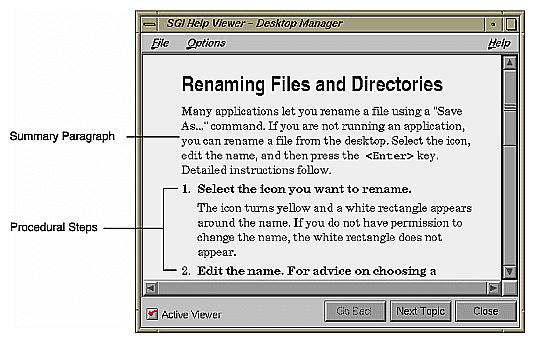 SGI Help Viewer – Desktop Manager
File Options Help
Renaming Files and Directories
Many applications let you rename a file using a "Save
As..." command. If you are not running an application,
Summary Paragraph
you can rename a file from the desktop. Select the icon,
edit the name, and then press the <Enter> key.
Detailed instructions follow.
1. Select the icon you want to rename.
The icon turns yellow and a white rectangle appears
around the name. If you do not have permission to
Procedural Steps
change the name, the white rectangle does not
appear.
2. Edit the name. For advice on choosing a
Active Viewer Go Back Next Topic Close